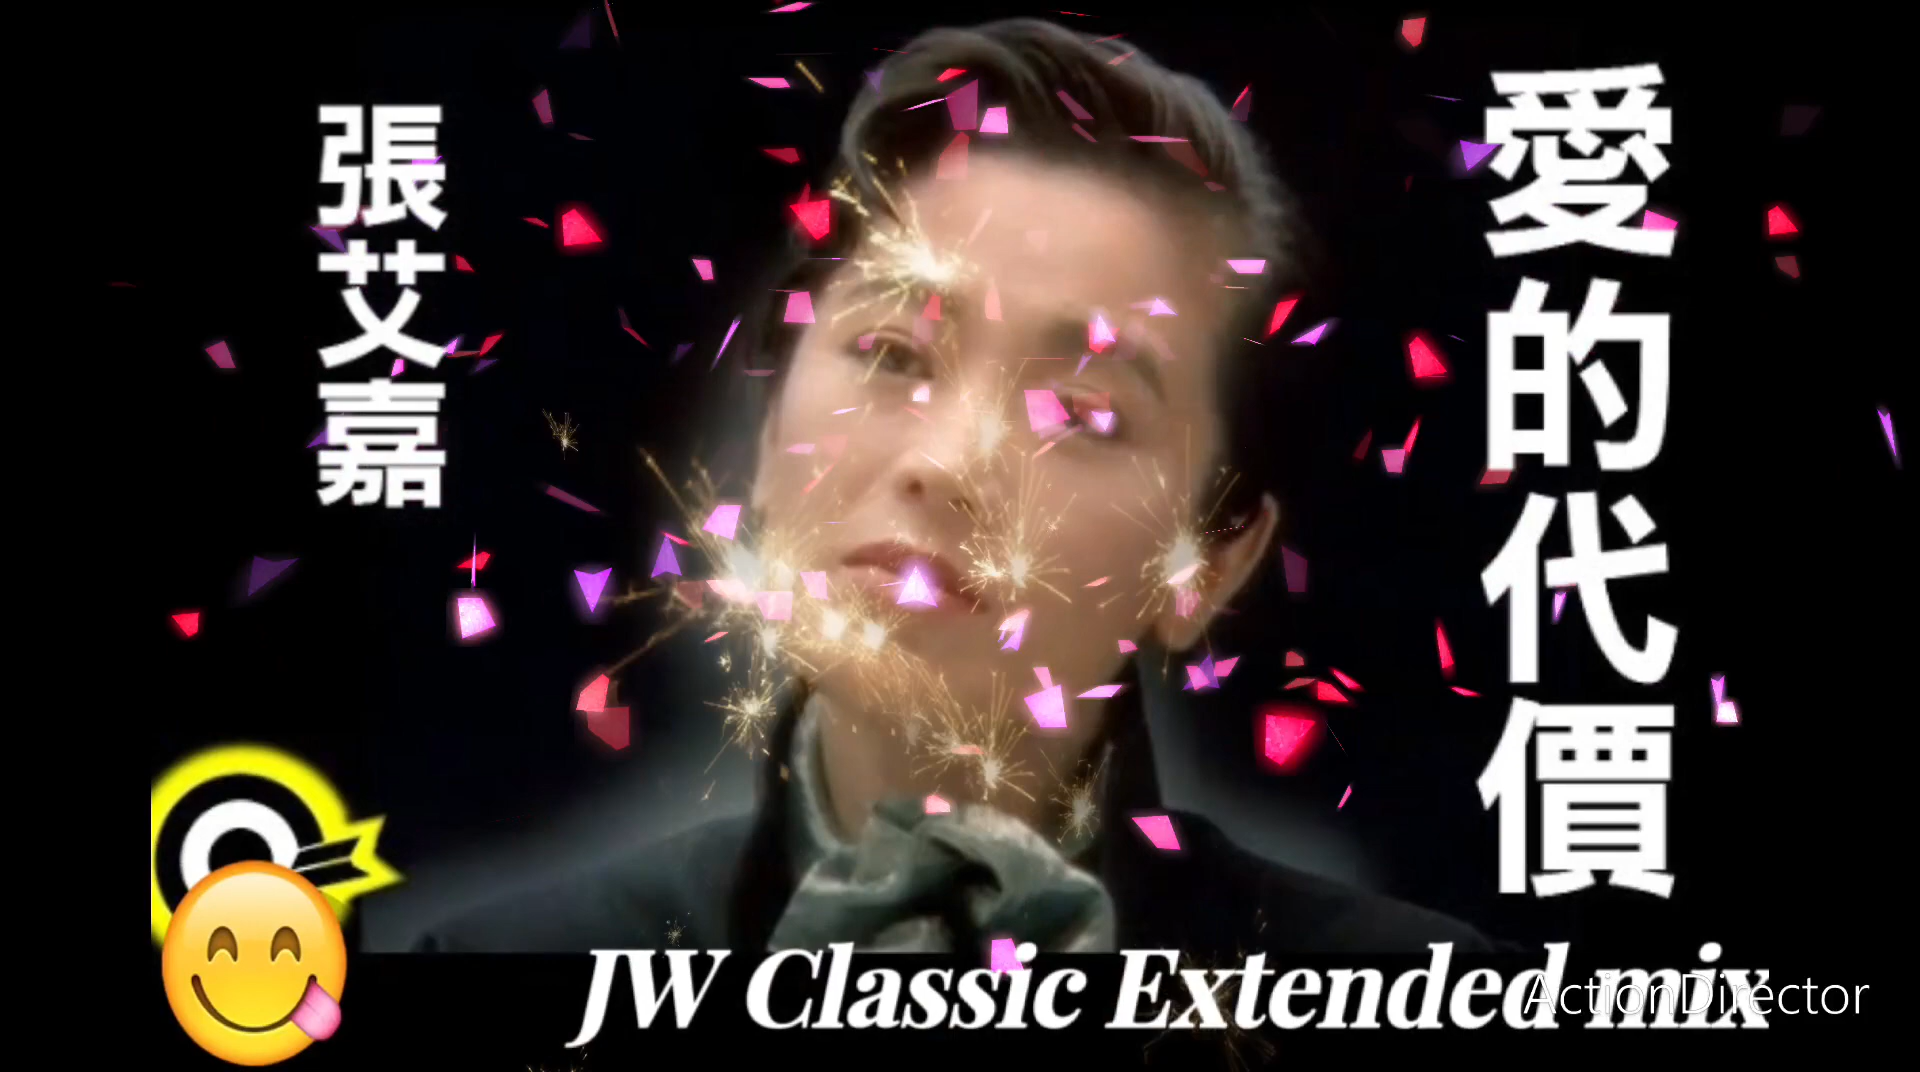 張艾嘉
愛的代價
JW Classic Extended mix
ActionDirector